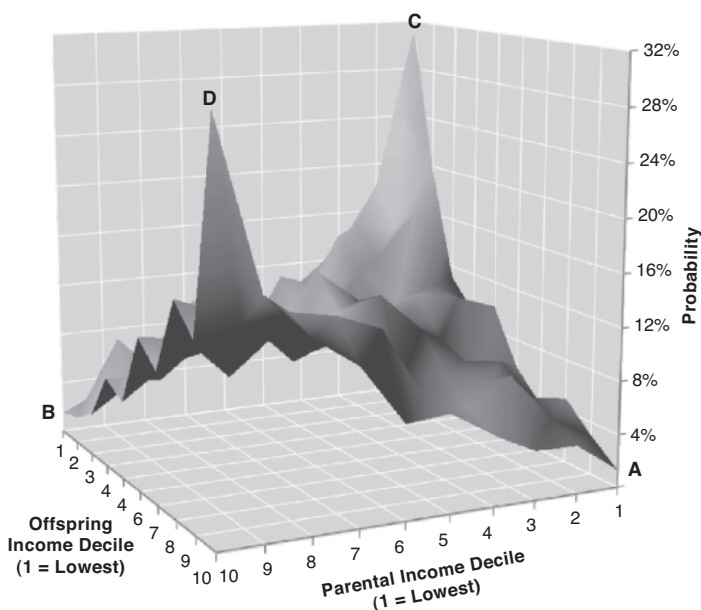 C
D
32%
28%
24%
20%
16%
12%
8%
4%
Probability
B
A
1
2
3
4
4
6
7
8
9
10
Offspring
Income Decile
(1 = Lowest)
10
9
8
7
6
5
4
3
2
1
Parental Income Decile
(1 = Lowest)